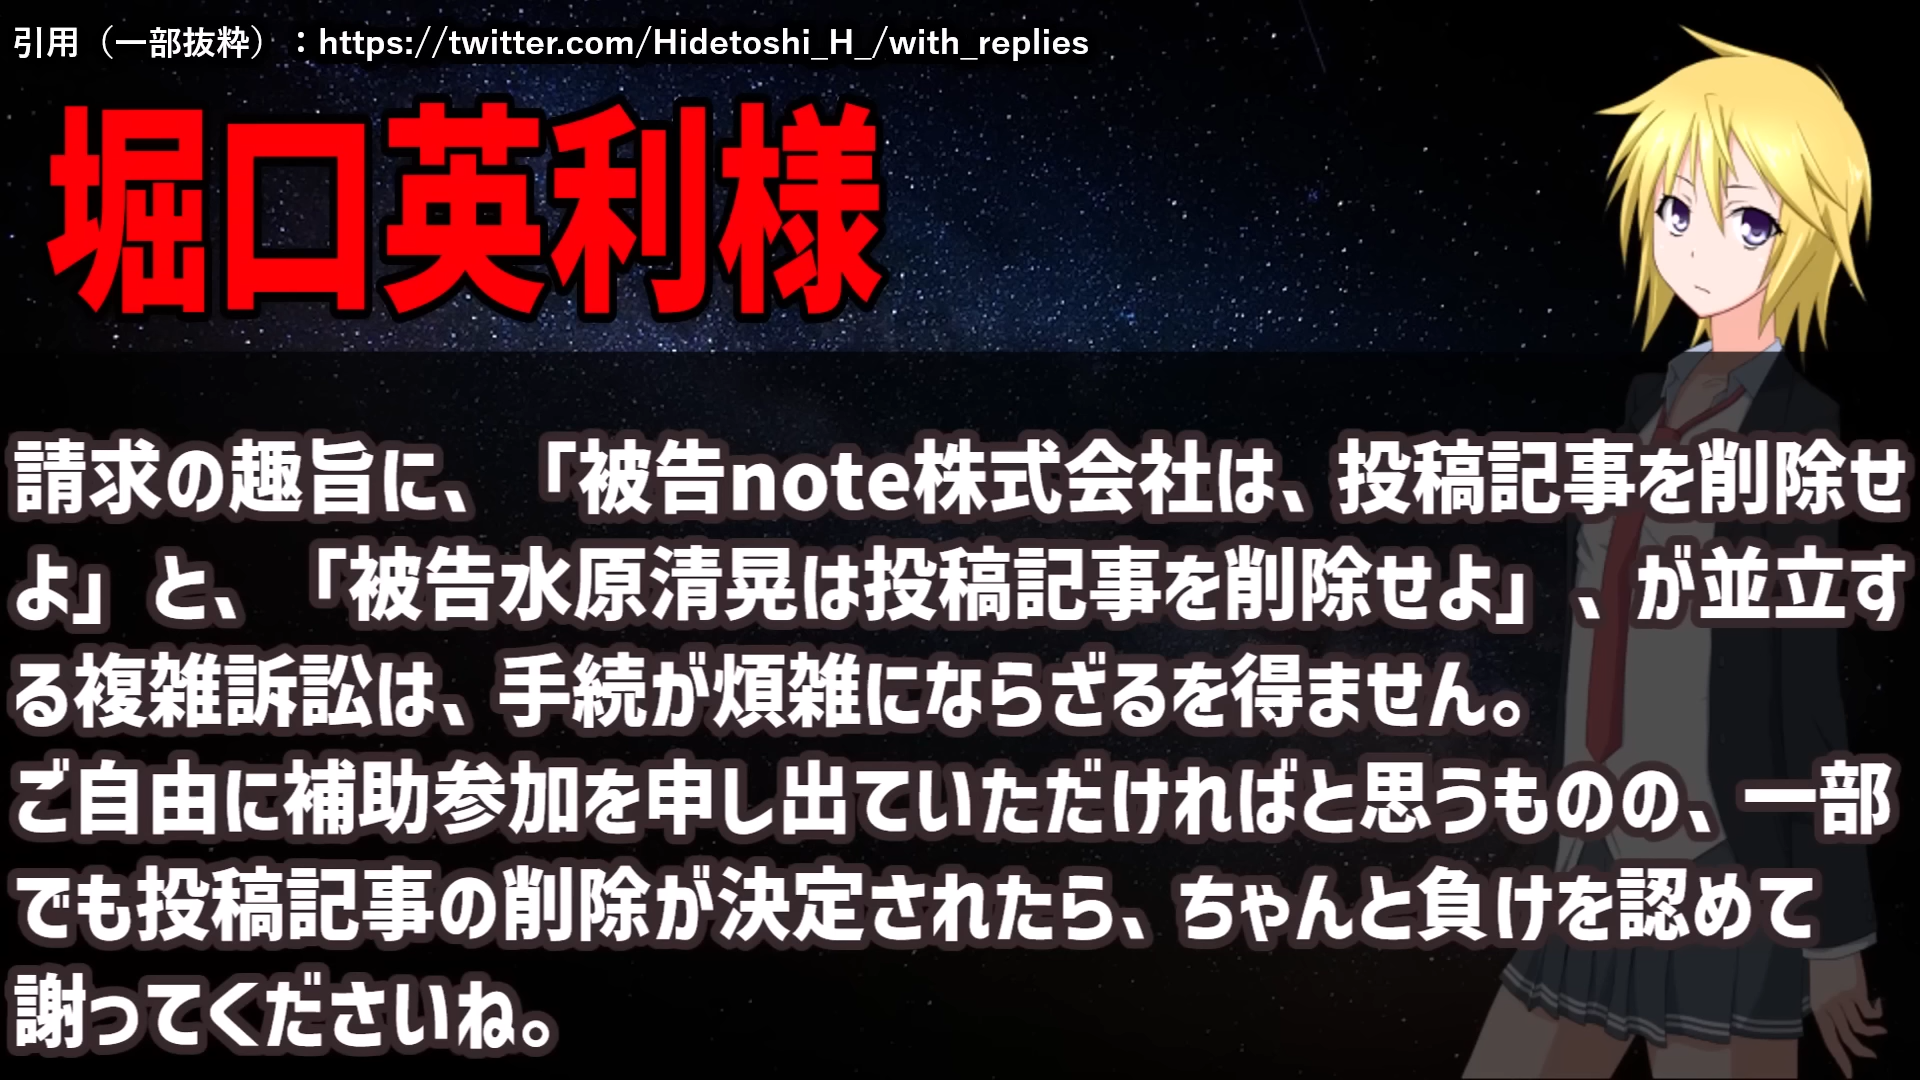 引用（一部抜粋）：https://twitter.com/Hidetoshi_H_/with_replies
堀口英利様
請求の趣旨に、「被告note株式会社は、投稿記事を削除せ
よ」と、「被告水原清晃は投稿記事を削除せよ」、が並立す
る複雑訴訟は、手続が煩雑にならざるを得ません。
ご自由に補助参加を申し出ていただければと思うものの、一部
でも投稿記事の削除が決定されたら、ちゃんと負けを認めて
謝ってくださいね。